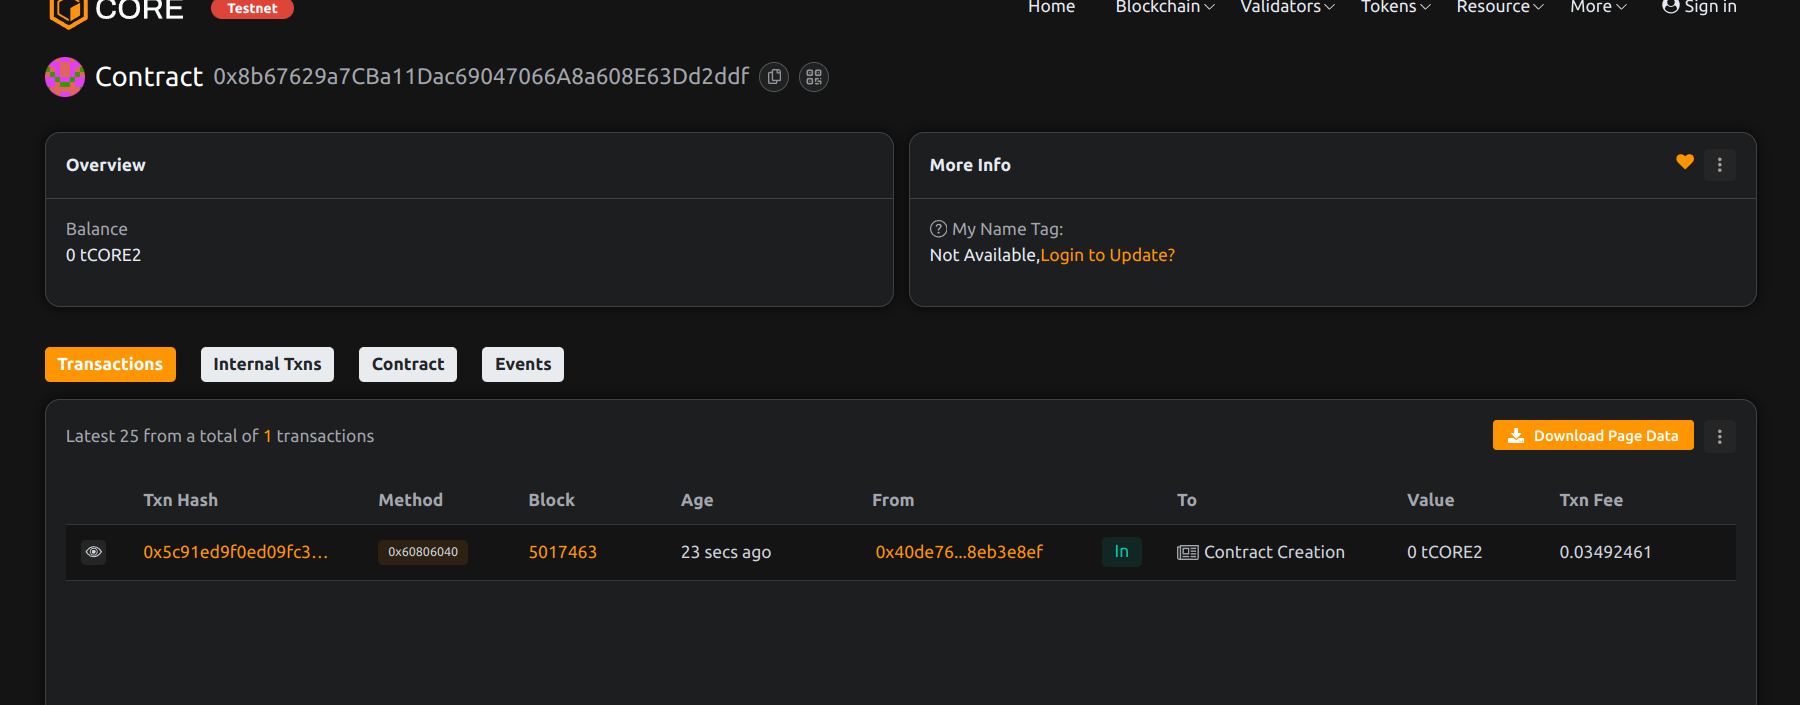 CORE Testnet Home Blockchain Validators Tokens Resource More Sign in
Contract 0x8b67629a7CBa11Dac69047066A8a608E63Dd2ddf
Overview
Balance
0 tCORE2
More Info
My Name Tag:
Not Available,Login to Update?
Transactions Internal Txns Contract Events
Latest 25 from a total of 1 transactions Download Page Data
Txn Hash Method Block Age From To Value Txn Fee
0x5c91ed9f0ed09fc3... 0x60806040 5017463 23 secs ago 0x40de76...8eb3e8ef In Contract Creation 0 tCORE2 0.03492461